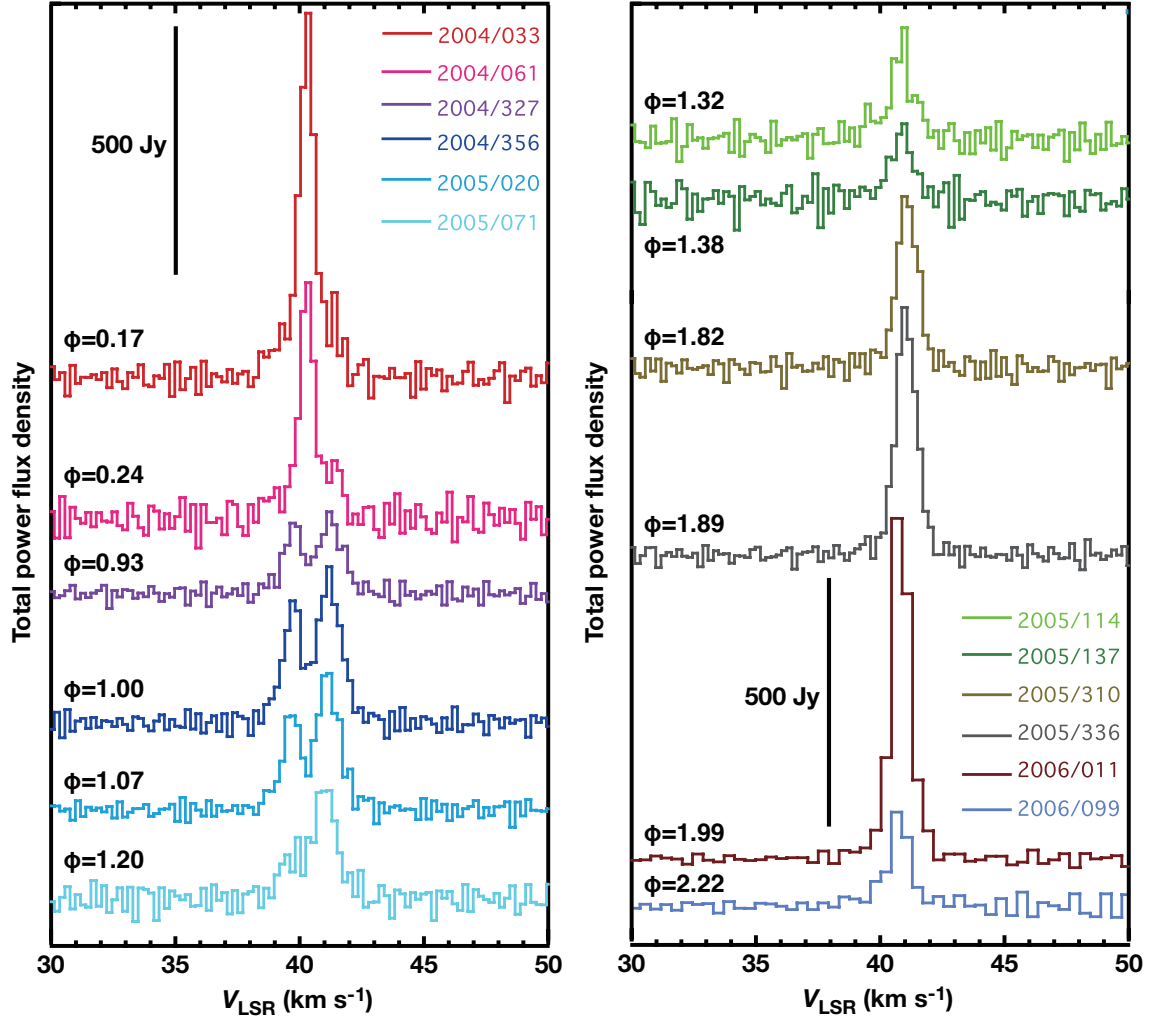 Total power flux density
500 Jy
2004/033
2004/061
2004/327
2004/356
2005/020
2005/071
ϕ=0.17
ϕ=0.24
ϕ=0.93
ϕ=1.00
ϕ=1.07
ϕ=1.20
30 35 40 45 50
VLSR (km s-1)
Total power flux density
ϕ=1.32
ϕ=1.38
ϕ=1.82
ϕ=1.89
500 Jy
2005/114
2005/137
2005/310
2005/336
2006/011
2006/099
ϕ=1.99
ϕ=2.22
30 35 40 45 50
VLSR (km s-1)